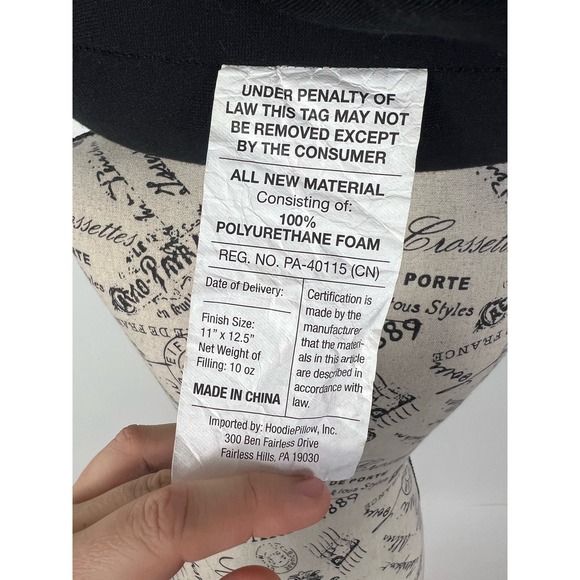 UNDER PENALTY OF
LAW THIS TAG MAY NOT
BE REMOVED EXCEPT
BY THE CONSUMER
ALL NEW MATERIAL
Consisting of:
100%
POLYURETHANE FOAM
REG. NO. PA-40115 (CN)
Date of Delivery:
Finish Size:
11" x 12.5"
Net Weight of
Filling: 10 oz
MADE IN CHINA
Certification is
made by the
manufacturer
that the materi-
als in this article
are described in
accordance with
law.
Imported by: HoodiePillow, Inc.
300 Ben Fairless Drive
Fairless Hills, PA 19030
Crossettes
Crossettes
PORTE
Styles
FRANCE
DE PORTE